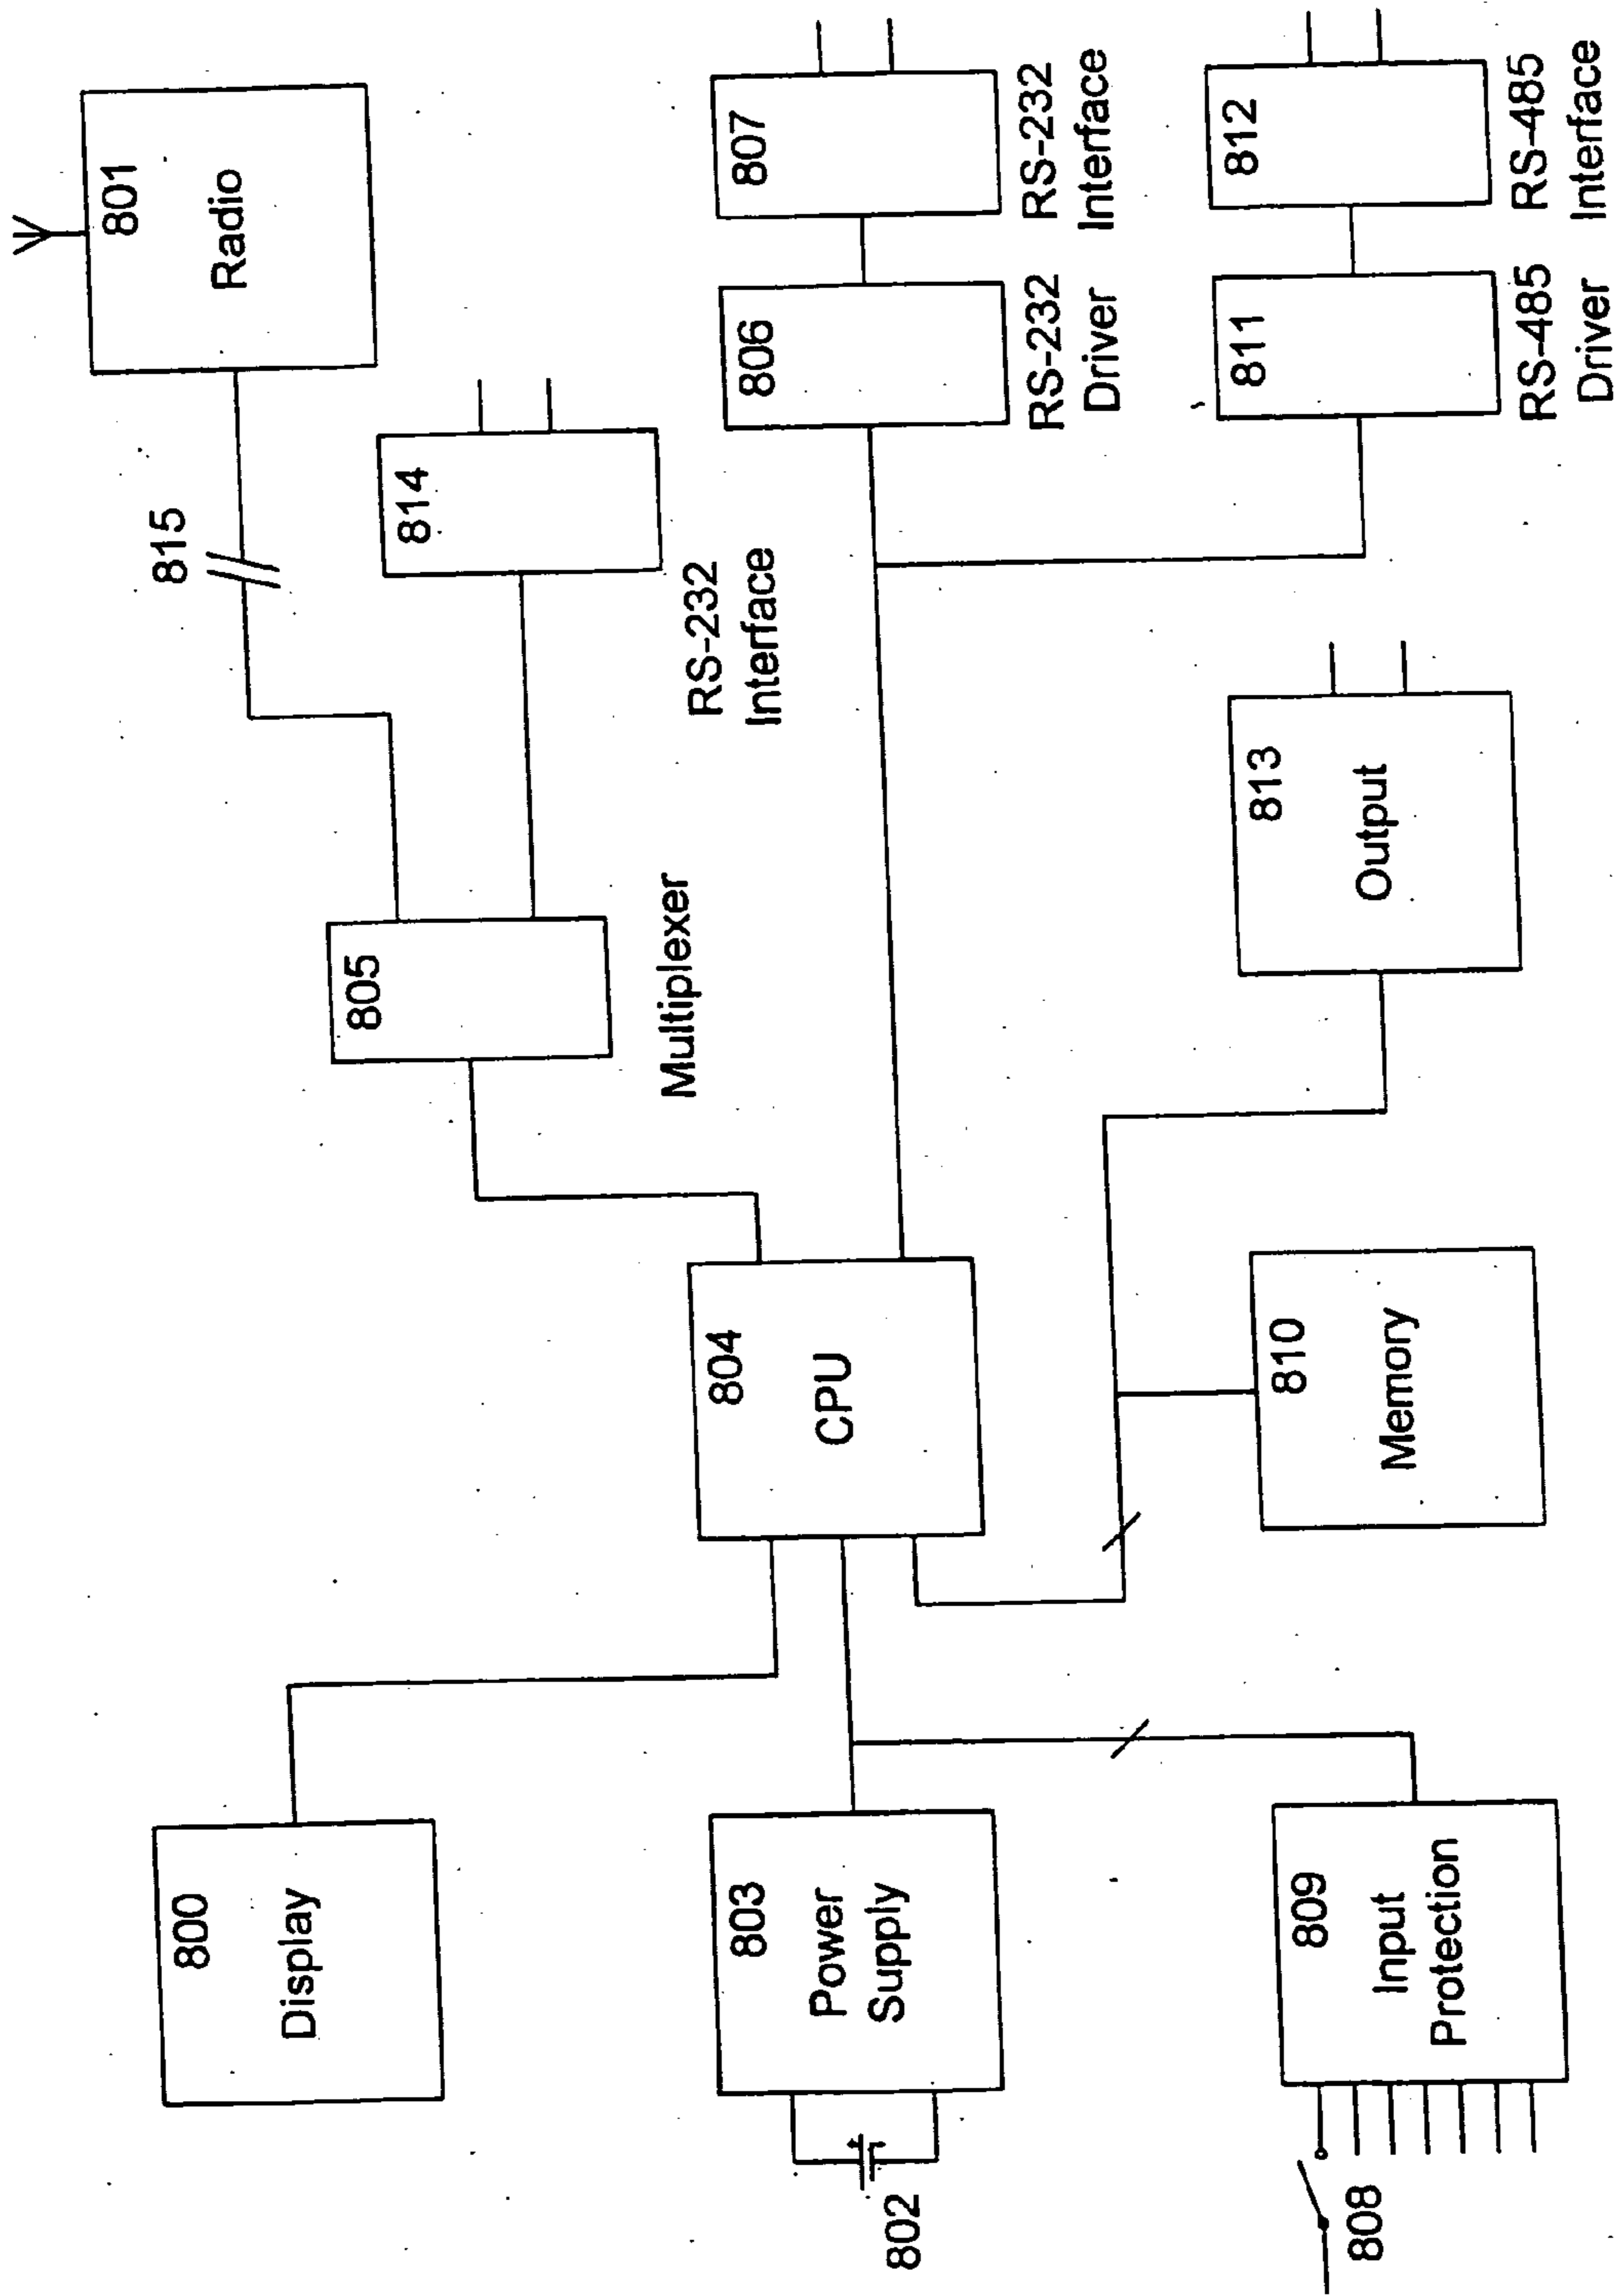 801
Radio
815
814
RS-232
Interface
805
Multiplexer
807
RS-232
Interface
806
RS-232
Driver
812
RS-485
Interface
811
RS-485
Driver
800
Display
804
CPU
813
Output
803
Power
Supply
802
810
Memory
809
Input
Protection
808